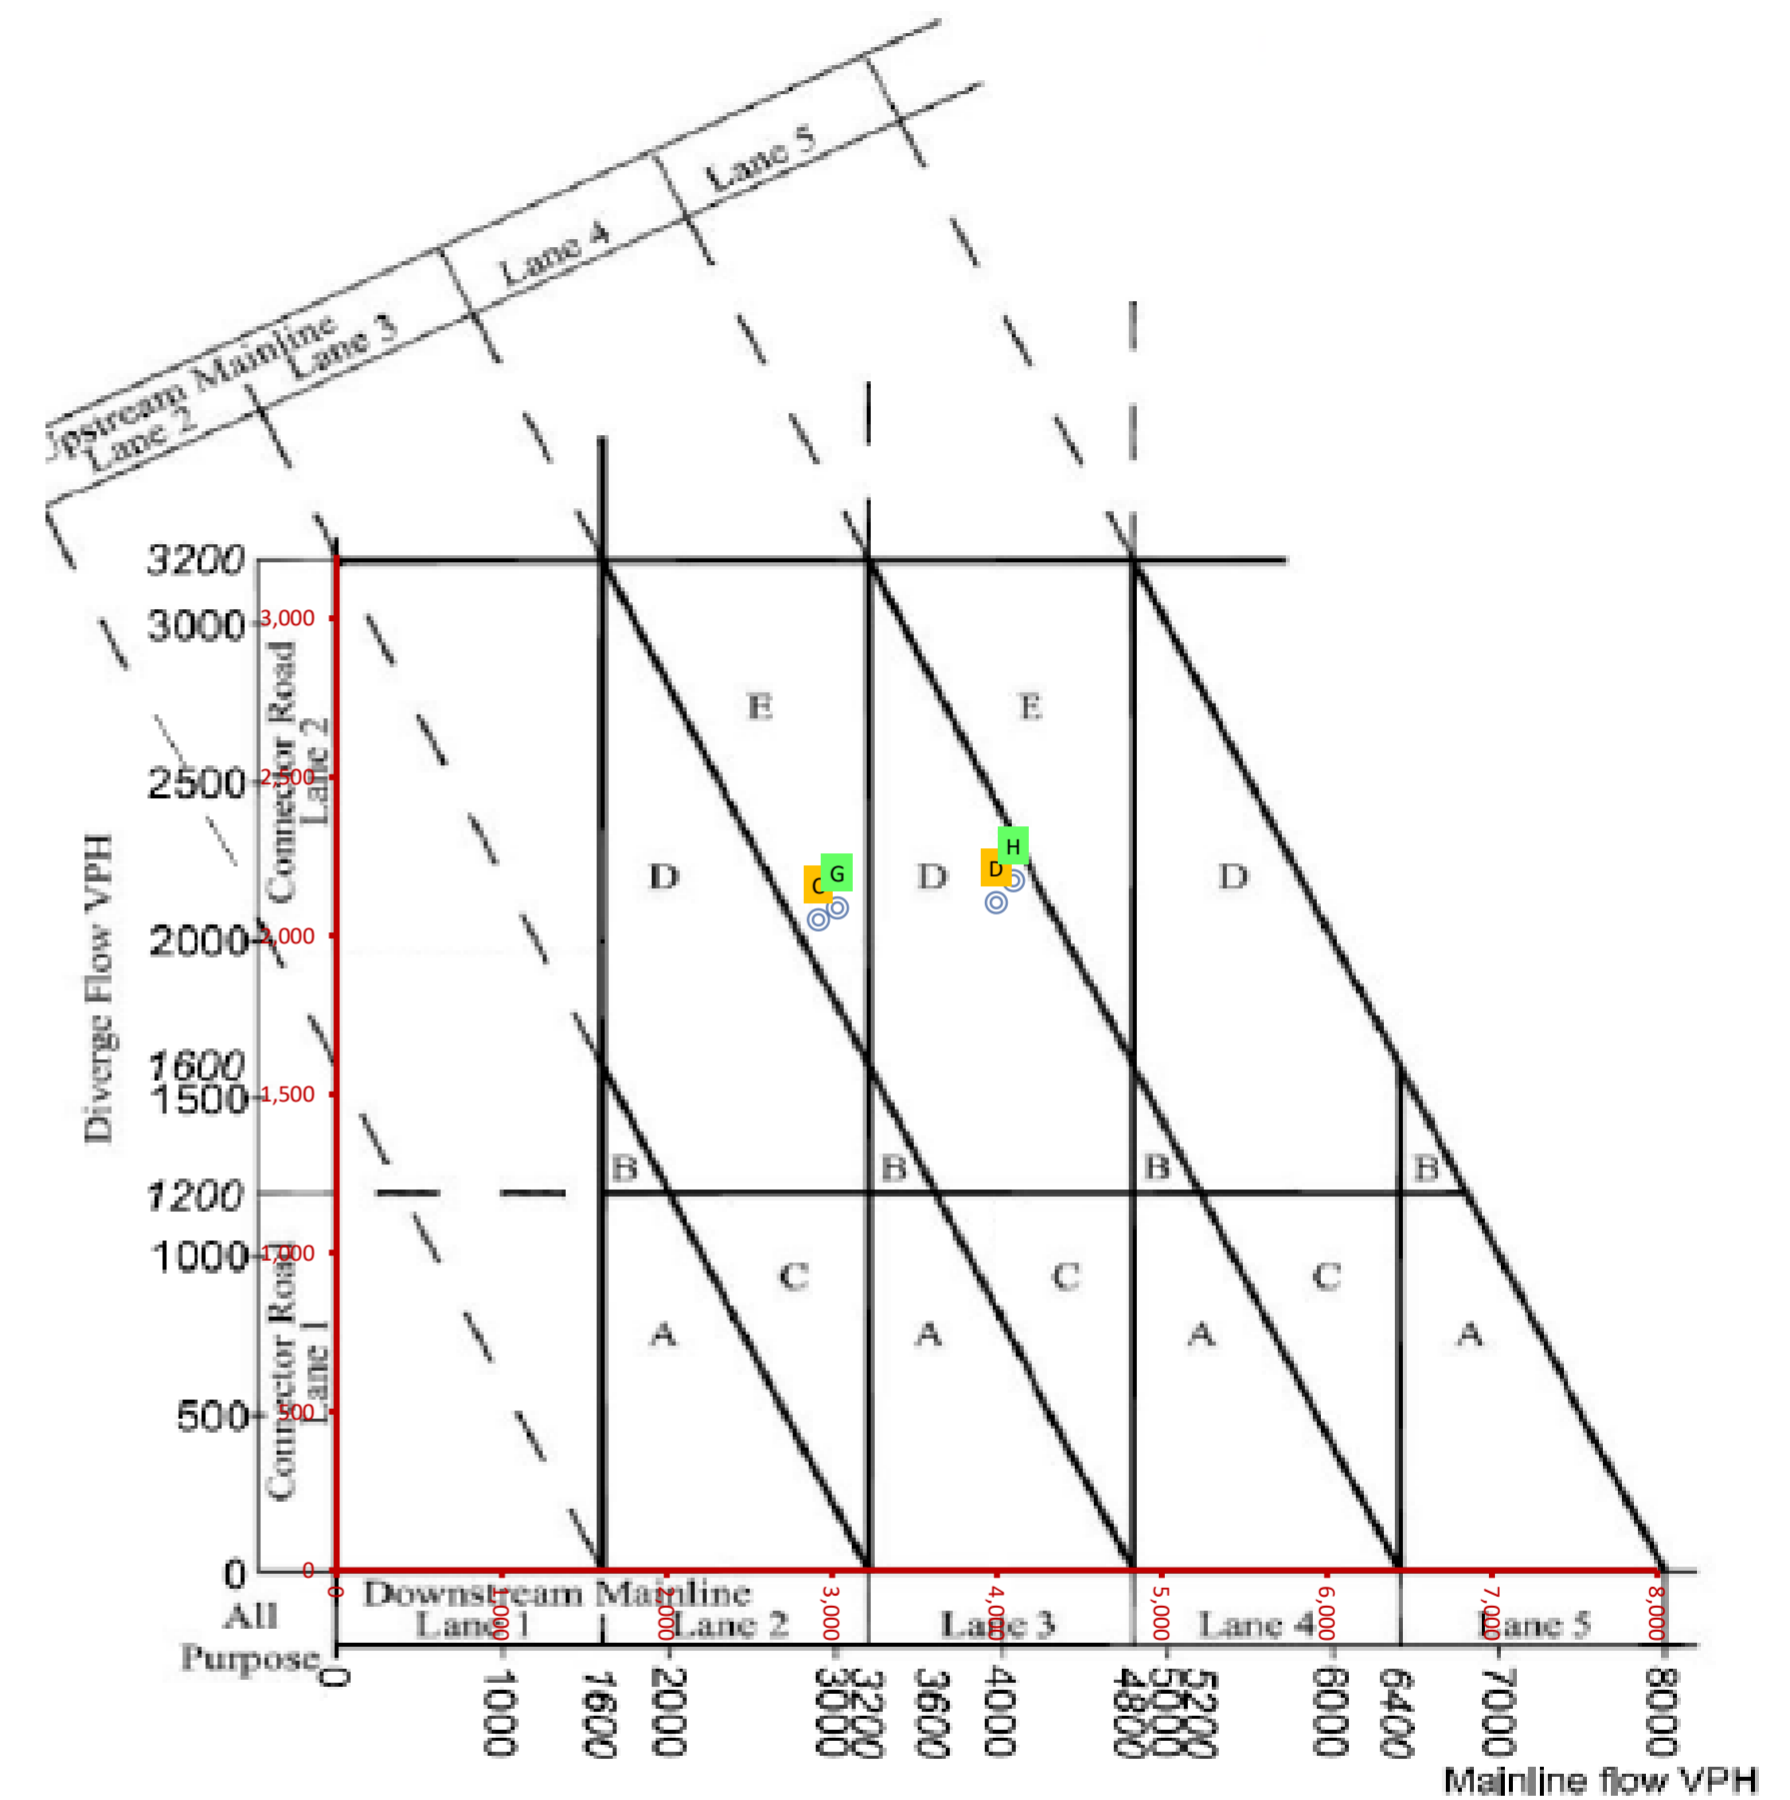 Lane 5
Lane 4
Upstream Mainline
Lane 3
Lane 2
3200
3000
3,000
2500
2,500
2000
2,000
1600
1500
1,500
1200
1000
1,000
500
500
0
0
Diverge Flow VPH
Connector Road
Lane 2
Connector Road
Lane 1
E
E
D
D
D
C
G
D
H
B
B
B
B
C
C
C
A
A
A
A
All
Purpose
Downstream Mainline
Lane 1
Lane 2
Lane 3
Lane 4
Lane 5
0
1,000
2,000
3,000
4,000
5,000
6,000
7,000
8,000
0
1000
1600
2000
3000
3200
3600
4000
4800
5000
5200
6000
6400
7000
8000
Mainline flow VPH